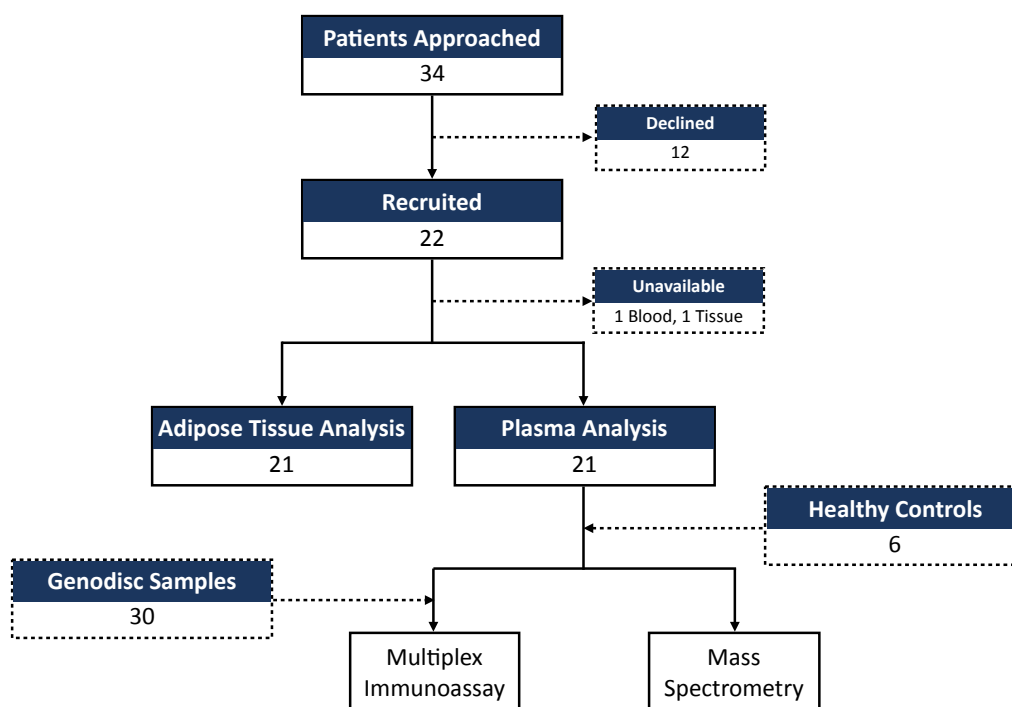 Patients Approached
34
Declined
12
Recruited
22
Unavailable
1 Blood, 1 Tissue
Adipose Tissue Analysis
21
Plasma Analysis
21
Healthy Controls
6
Genodisc Samples
30
Multiplex
Immunoassay
Mass
Spectrometry